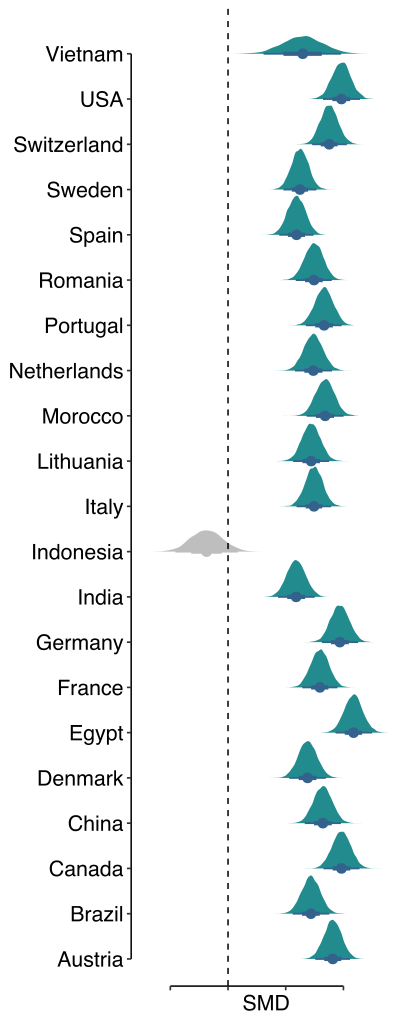 Vietnam
USA
Switzerland
Sweden
Spain
Romania
Portugal
Netherlands
Morocco
Lithuania
Italy
Indonesia
India
Germany
France
Egypt
Denmark
China
Canada
Brazil
Austria
SMD